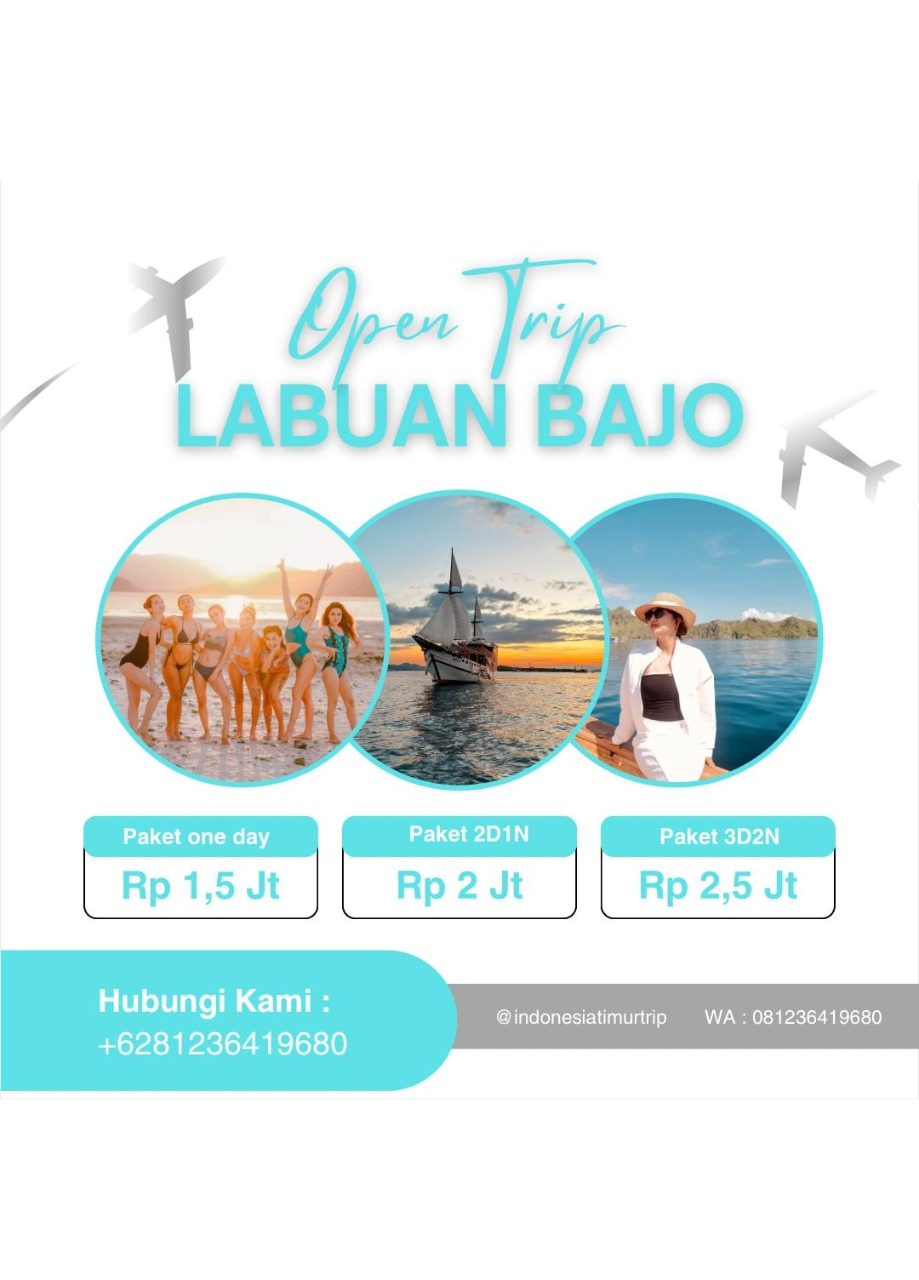 Open Trip
LABUAN BAJO
Paket one day
Rp 1,5 Jt
Paket 2D1N
Rp 2 Jt
Paket 3D2N
Rp 2,5 Jt
Hubungi Kami :
+6281236419680
@indonesiatimurtrip WA : 081236419680